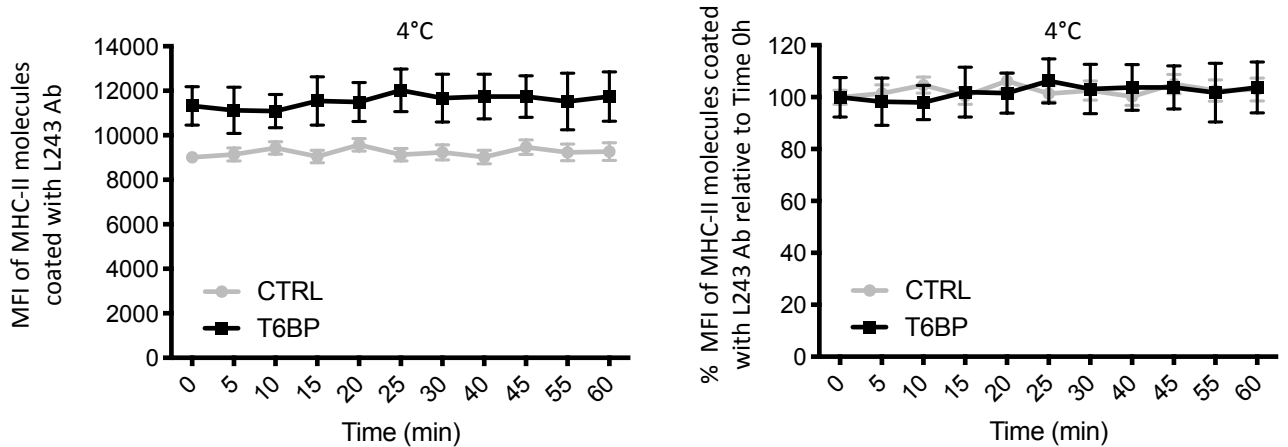 4°C
MFI of MHC-II molecules
coated with L243 Ab
14000
12000
10000
8000
6000
4000
2000
0
CTRL
T6BP
0 5 10 15 20 25 30 40 45 55 60
Time (min)
4°C
% MFI of MHC-II molecules coated
with L243 Ab relative to Time 0h
120
100
80
60
40
20
0
CTRL
T6BP
0 5 10 15 20 25 30 40 45 55 60
Time (min)